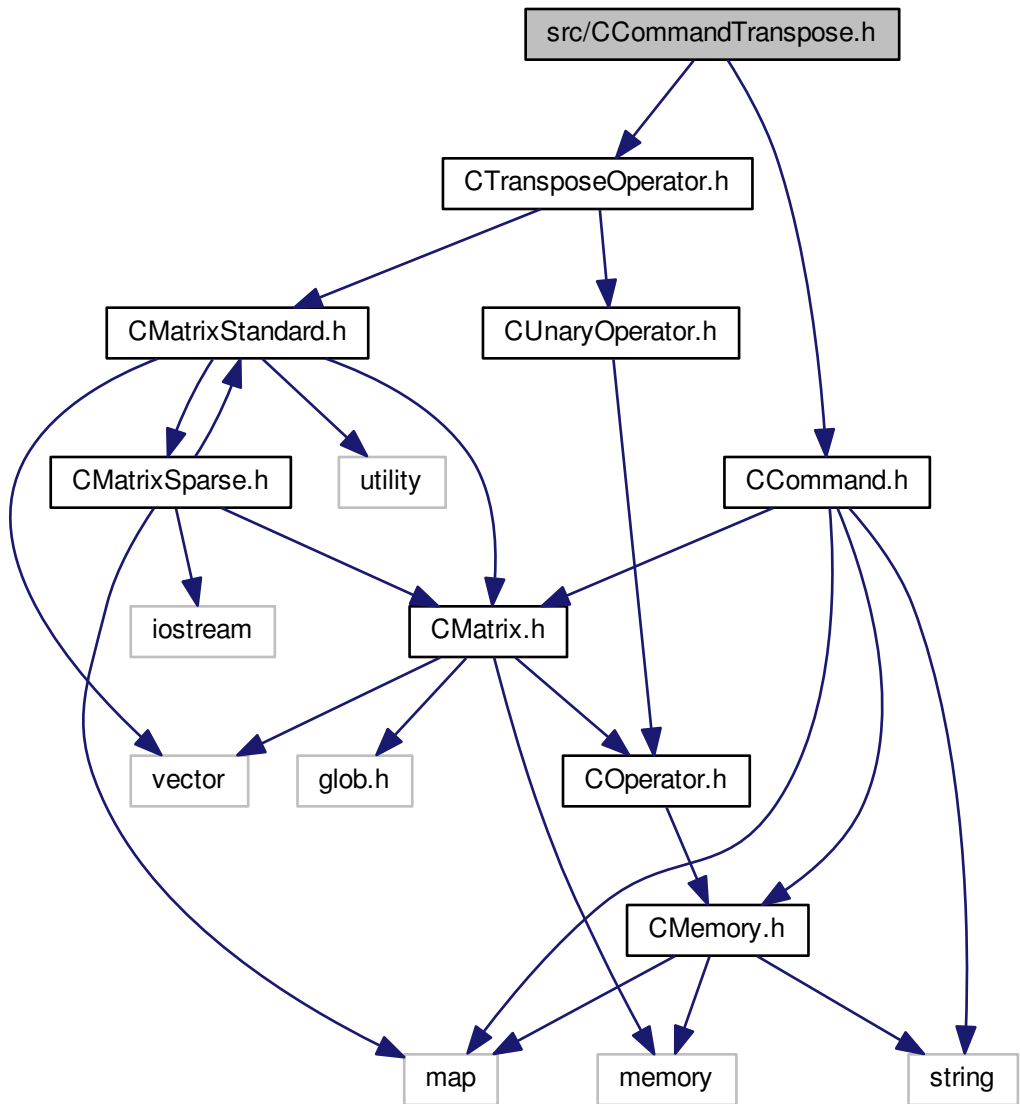 src/CCommandTranspose.h
CTransposeOperator.h
CMatrixStandard.h
CUnaryOperator.h
CMatrixSparse.h
utility
CCommand.h
iostream
CMatrix.h
vector
glob.h
COperator.h
CMemory.h
map
memory
string